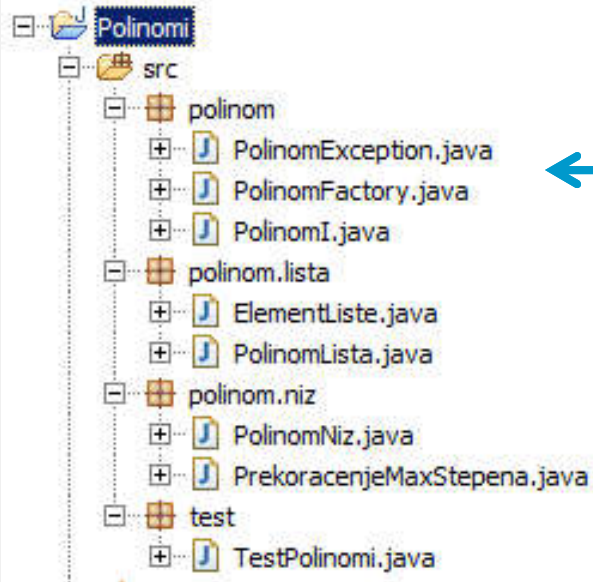 Polinomi
src
polinom
PolinomException.java
PolinomFactory.java
PolinomI.java
polinom.lista
ElementListe.java
PolinomLista.java
polinom.niz
PolinomNiz.java
PrekoracenjeMaxStepena.java
test
TestPolinomi.java